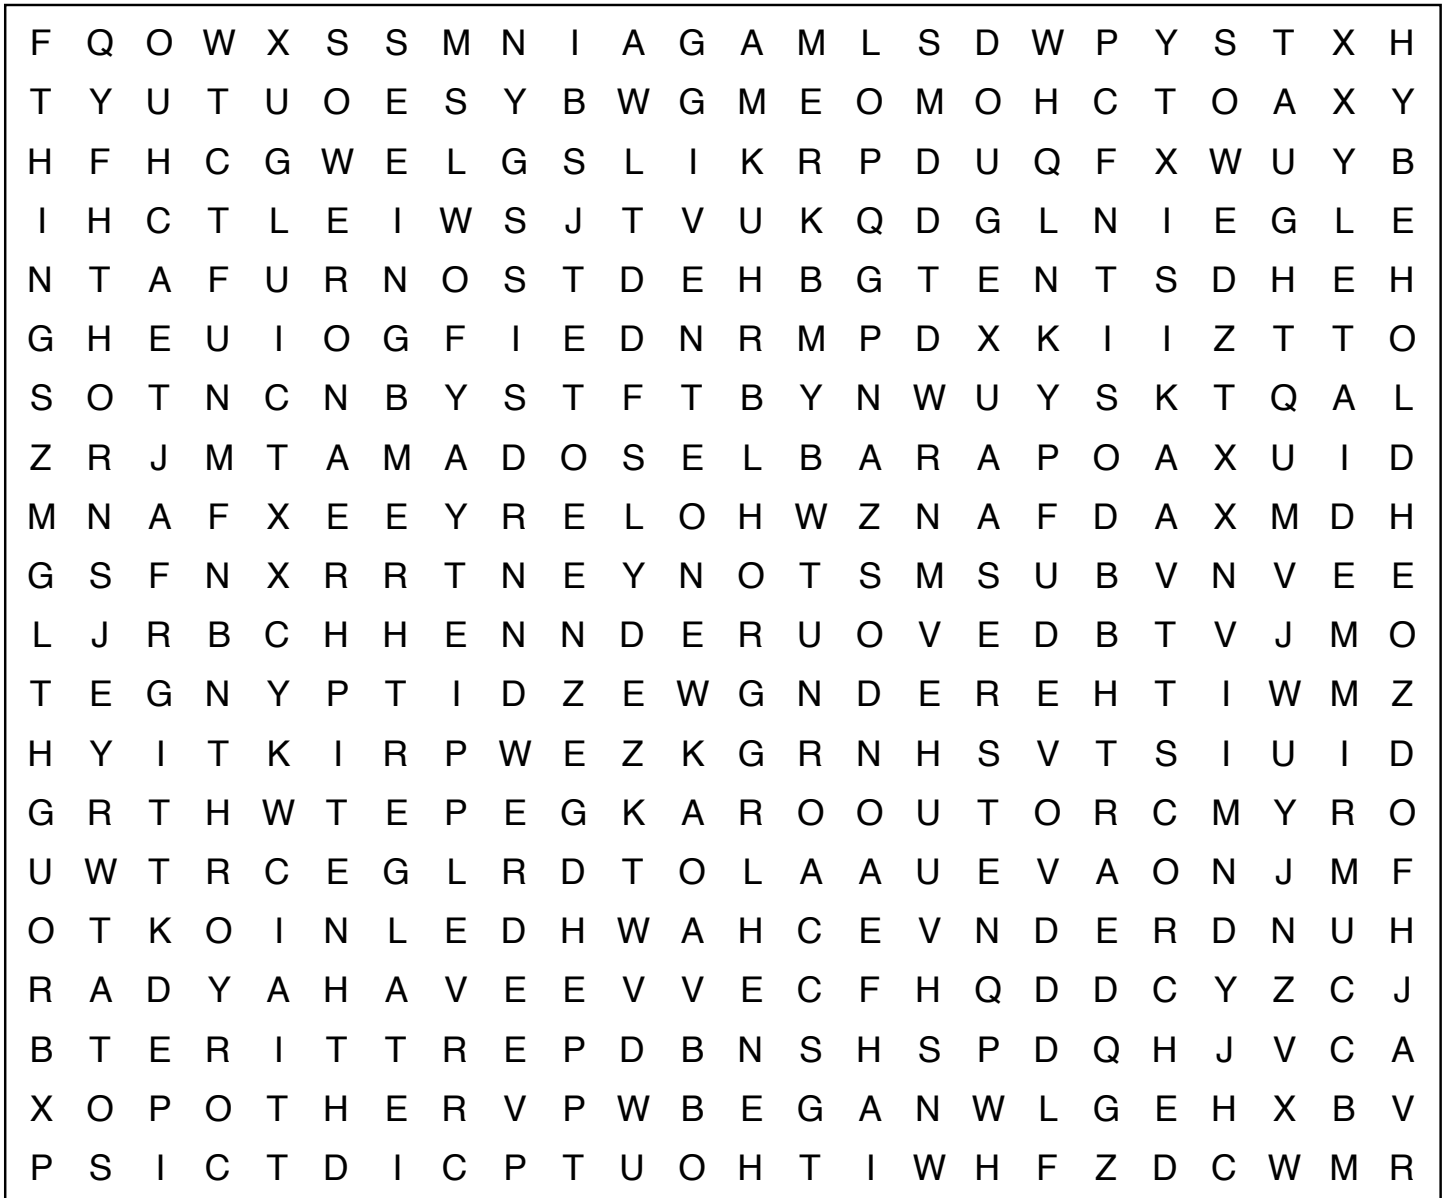 F Q O W X S S M N I A G A M L S D W P Y S T X H
T Y U T U O E S Y B W G M E O M O H C T O A X Y
H F H C G W E L G S L I K R P D U Q F X W U Y B
I H C T L E I W S J T V U K Q D G L N I E G L E
N T A F U R N O S T D E H B G T E N T S D H E H
G H E U I O G F I E D N R M P D X K I I Z T T O
S O T N C N B Y S T F T B Y N W U Y S K T Q A L
Z R J M T A M A D O S E L B A R A P O A X U I D
M N A F X E E Y R E L O H W Z N A F D A X M D H
G S F N X R R T N E Y N O T S M S U B V N V E E
L J R B C H H E N N D E R U O V E D B T V J M O
T E G N Y P T I D Z E W G N D E R E H T I W M Z
H Y I T K I R P W E Z K G R N H S V T S I U I D
G R T H W T E P E G K A R O O U T O R C M Y R O
U W T R C E G L R D T O L A A U E V A O N J M F
O T K O I N L E D H W A H C E V N D E R D N U H
R A D Y A H A V E E V V E C F H Q D D C Y Z C J
B T E R I T T R E P D B N S H S P D Q H J V C A
X O P O T H E R V P W B E G A N W L G E H X B V
P S I C T D I C P T U O H T I W H F Z D C W M R